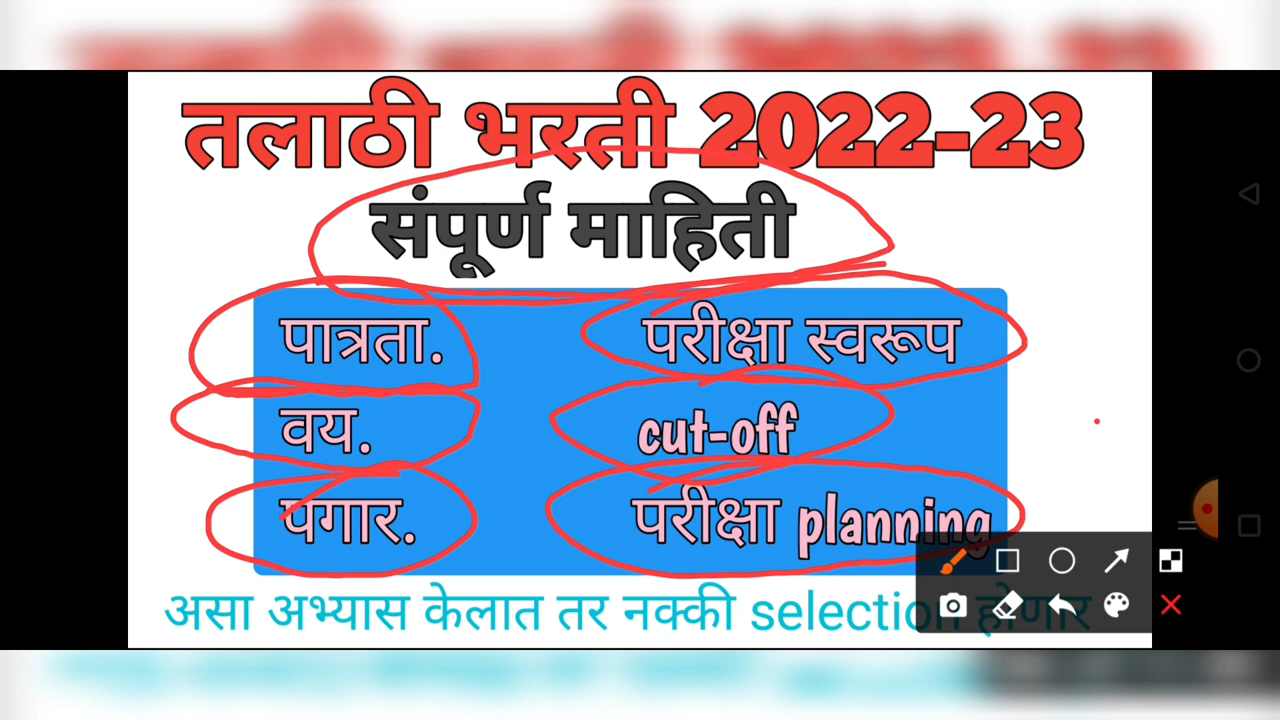 तलाठी भरती 2022-23
संपूर्ण माहिती
पात्रता. परीक्षा स्वरूप
वय. cut-off
पगार. परीक्षा planning
असा अभ्यास केलात तर नक्की selection होणार